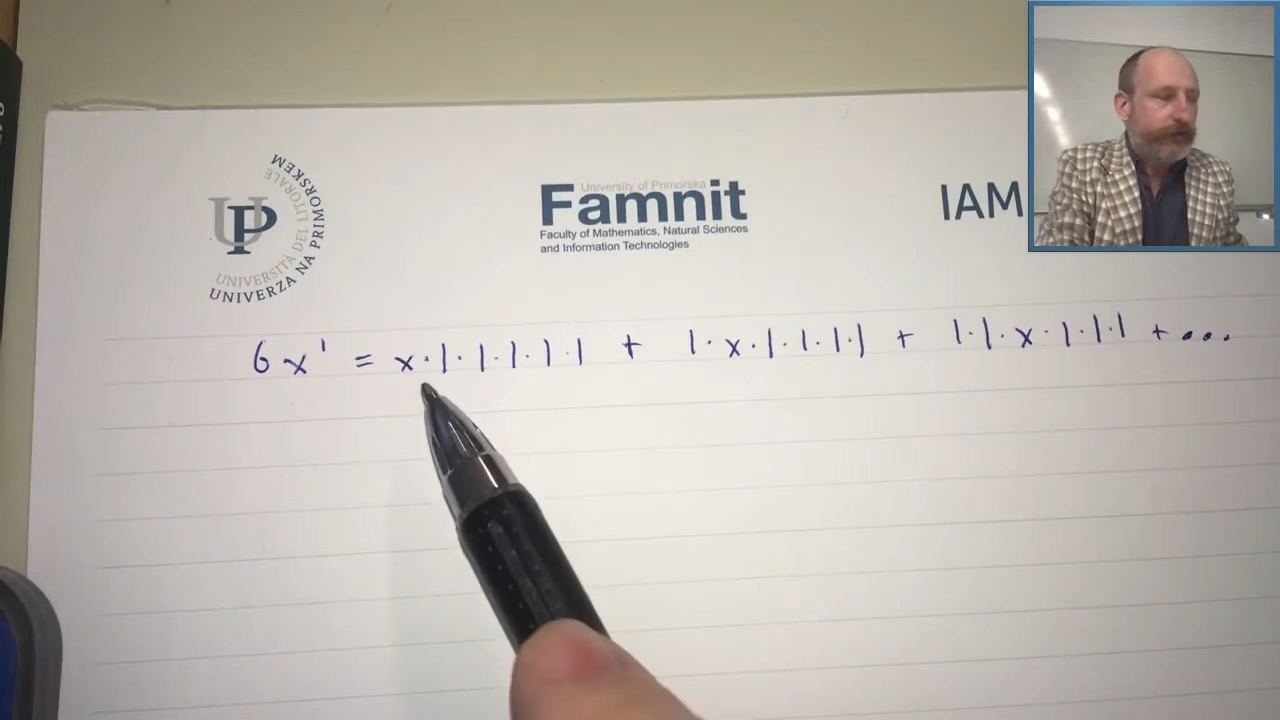 UP
UNIVERSITÀ DEL LITORALE
UNIVERZA NA PRIMORSKEM
University of Primorska
Famnit
Faculty of Mathematics, Natural Sciences
and Information Technologies
IAM
6x¹ = x·1·1·1·1·1 + 1·x·1·1·1·1 + 1·1·x·1·1·1 + ...